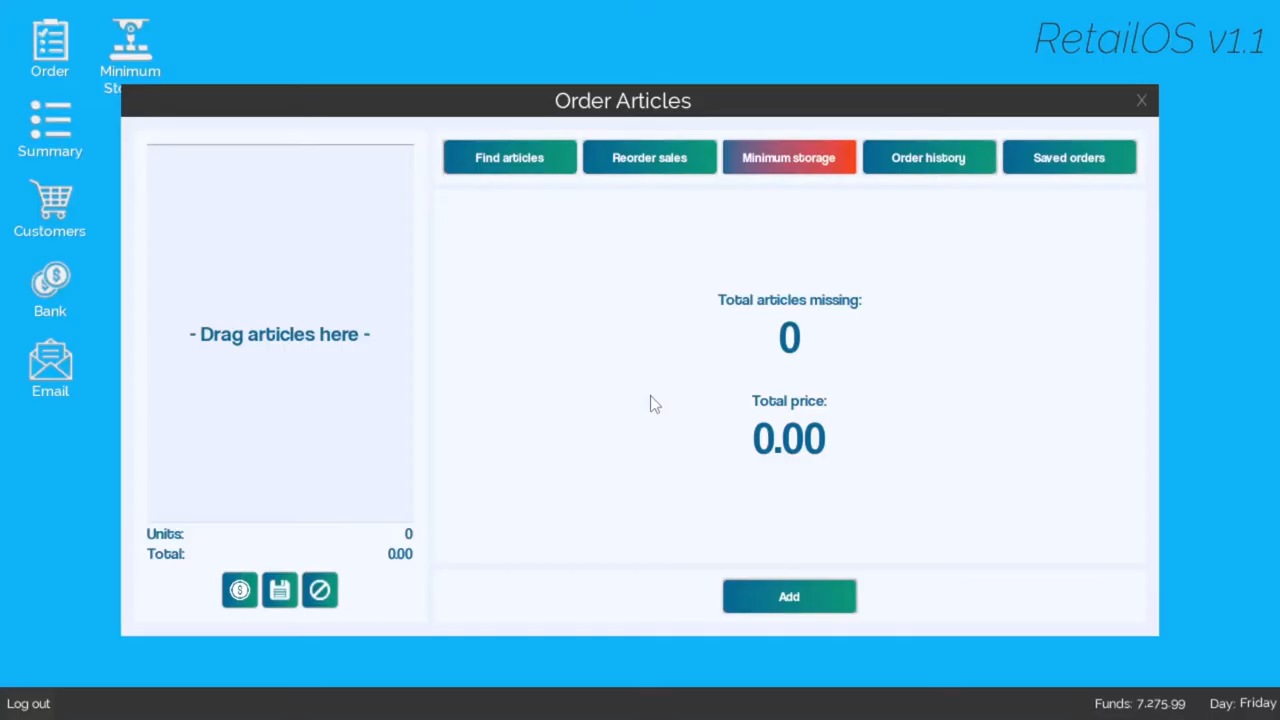 RetailOS v1.1
Order
Minimum
St
Summary
Customers
Bank
Email
Order Articles
X
- Drag articles here -
Units: 0
Total: 0.00
Find articles
Reorder sales
Minimum storage
Order history
Saved orders
Total articles missing:
0
Total price:
0.00
Add
Log out
Funds: 7.275.99
Day: Friday